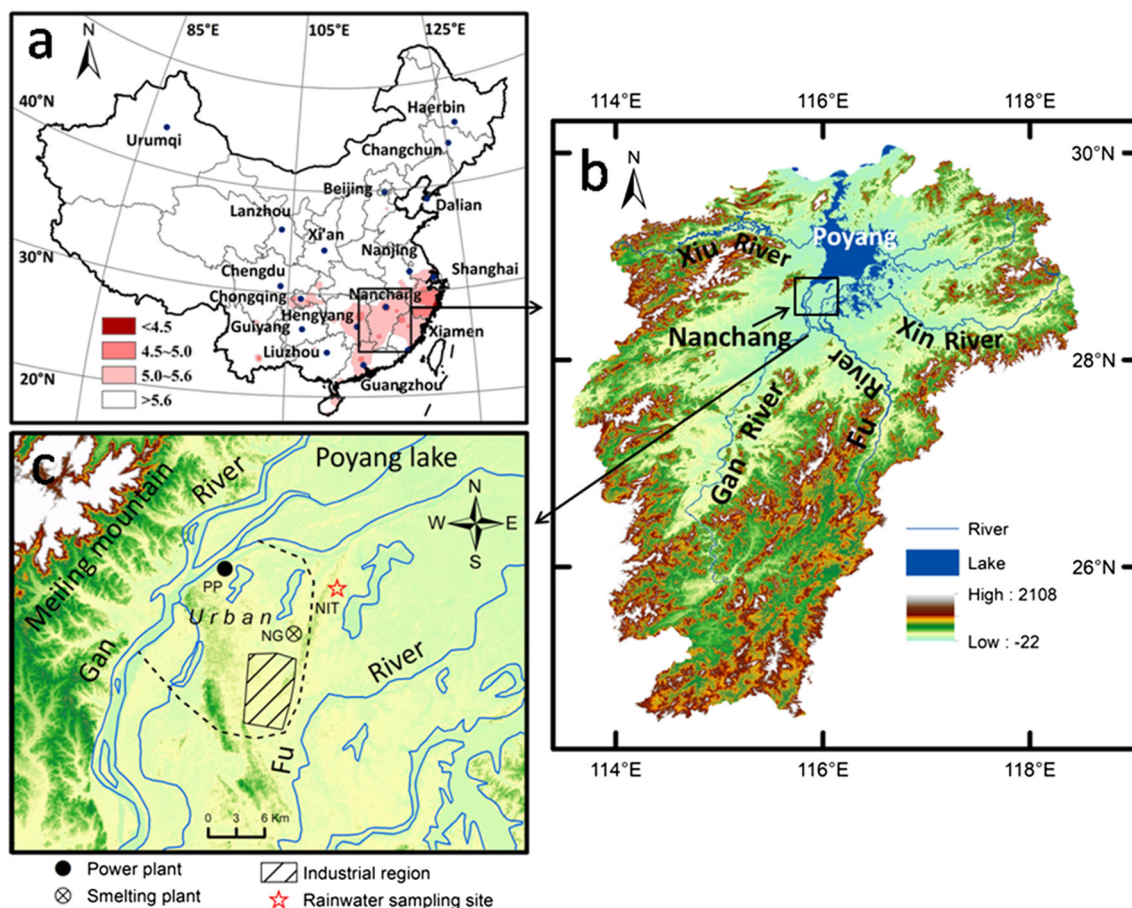 a
N
85°E
105°E
125°E
40°N
30°N
20°N
Haerbin
Urumqi
Changchun
Beijing
Dalian
Lanzhou
Xi'an
Nanjing
Chengdu
Shanghai
Chongqing
Nanchang
Hengyang
Guiyang
Xiamen
Liuzhou
Guangzhou
<4.5
4.5~5.0
5.0~5.6
>5.6
b
N
114°E
116°E
118°E
30°N
28°N
26°N
Poyang
Xiu River
Nanchang
Xin River
Gan River
Fu River
River
Lake
High : 2108
Low : -22
114°E
116°E
118°E
c
Poyang lake
River
N
W
E
S
Meiling mountain
PP
Urban
NIT
NG
Gan
River
Fu
0 3 6 Km
Power plant
Industrial region
Smelting plant
Rainwater sampling site